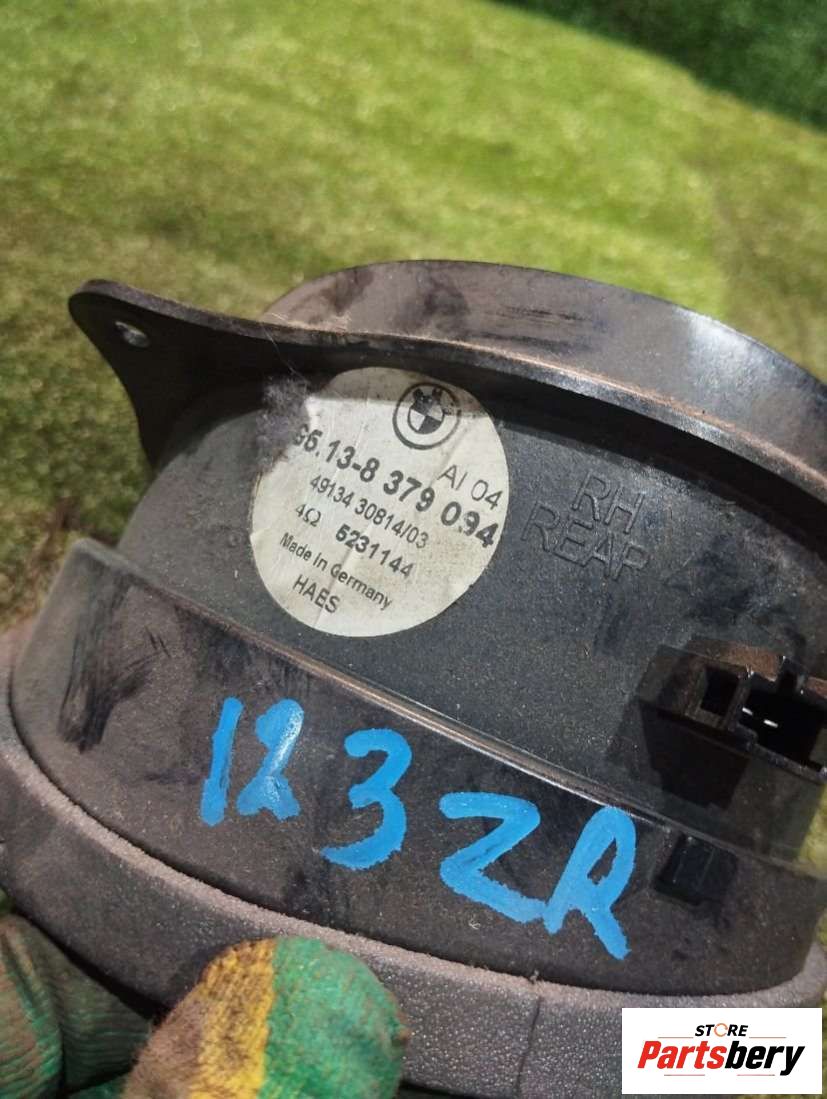 AI 04
65.13-8 379 094
49134 30814/03
4Ω 5231144
Made in Germany
HAES
RH
REAR
123ZR
STORE
Partsbery